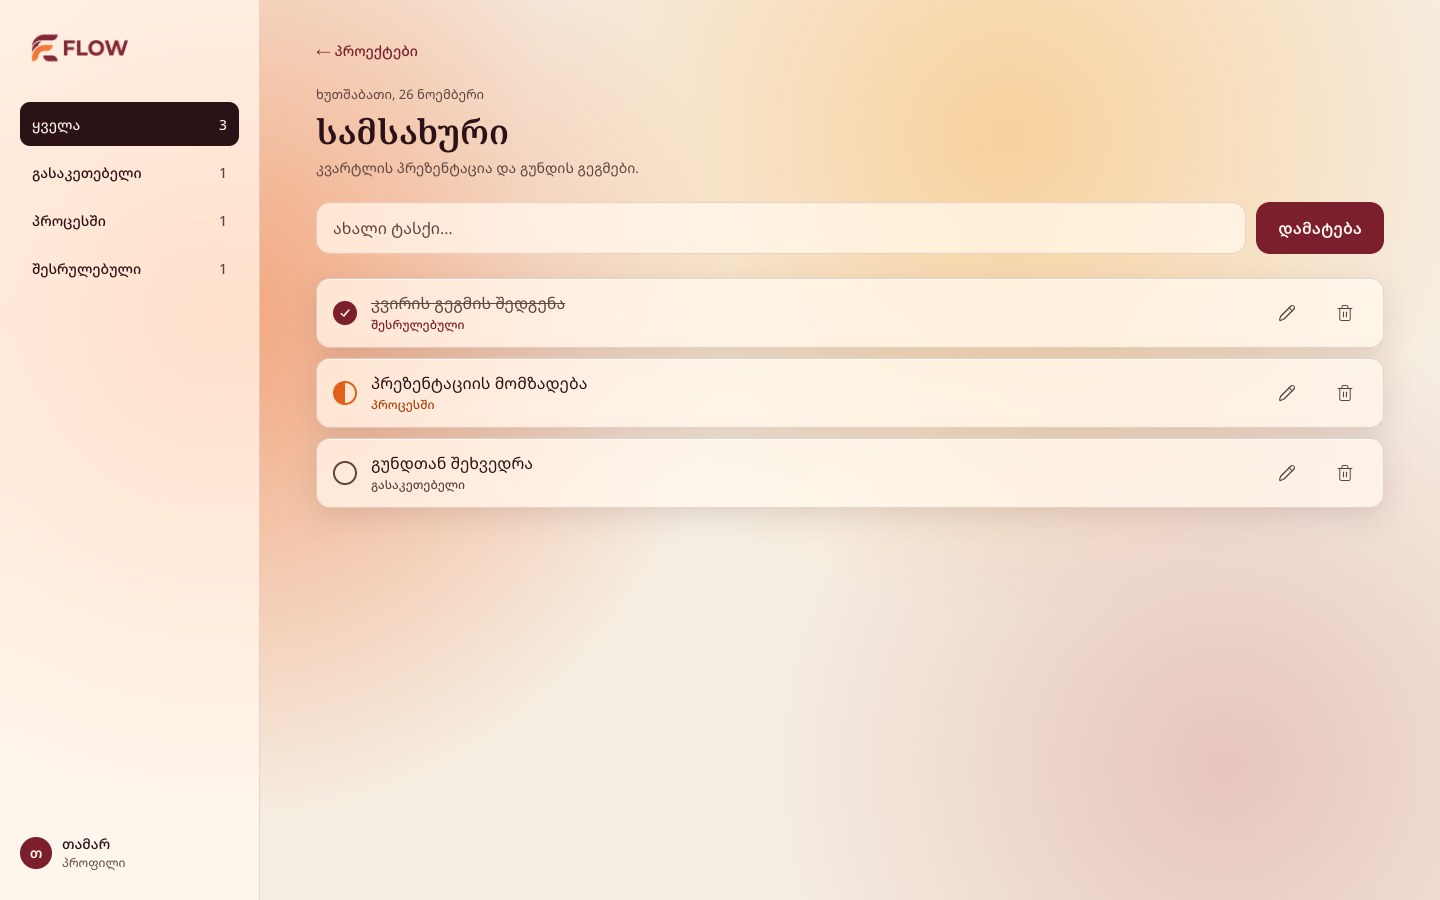 FLOW
ყველა 3
გასაკეთებელი 1
პროცესში 1
შესრულებული 1
თ
თამარ
პროფილი
← პროექტები
ხუთშაბათი, 26 ნოემბერი
სამსახური
კვარტლის პრეზენტაცია და გუნდის გეგმები.
ახალი ტასქი...
დამატება
კვირის გეგმის შედგენა
შესრულებული
პრეზენტაციის მომზადება
პროცესში
გუნდთან შეხვედრა
გასაკეთებელი